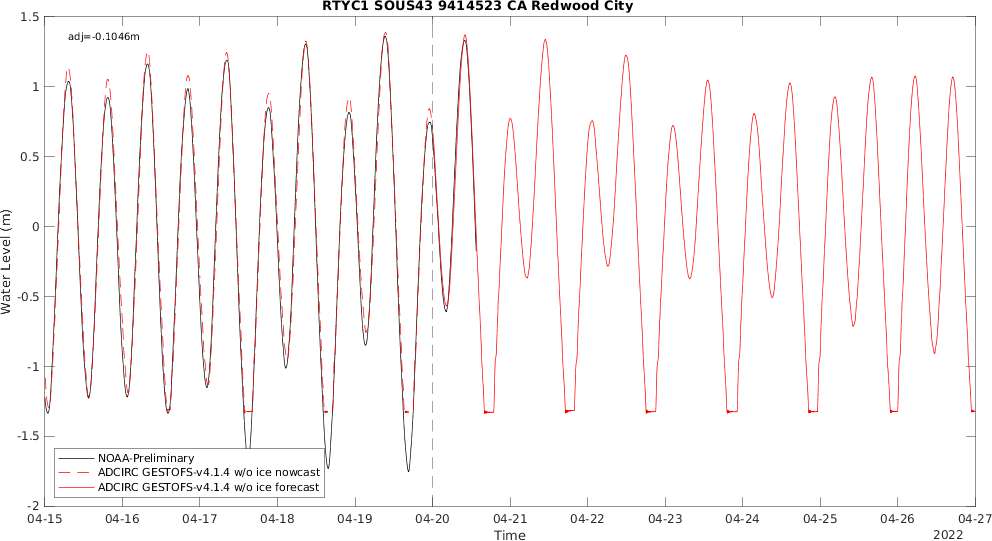 RTYC1 SOUS43 9414523 CA Redwood City
adj=-0.1046m
1.5
1
0.5
0
-0.5
-1
-1.5
-2
Water Level (m)
NOAA-Preliminary
ADCIRC GESTOFS-v4.1.4 w/o ice nowcast
ADCIRC GESTOFS-v4.1.4 w/o ice forecast
04-15 04-16 04-17 04-18 04-19 04-20 04-21 04-22 04-23 04-24 04-25 04-26 04-27
Time
2022